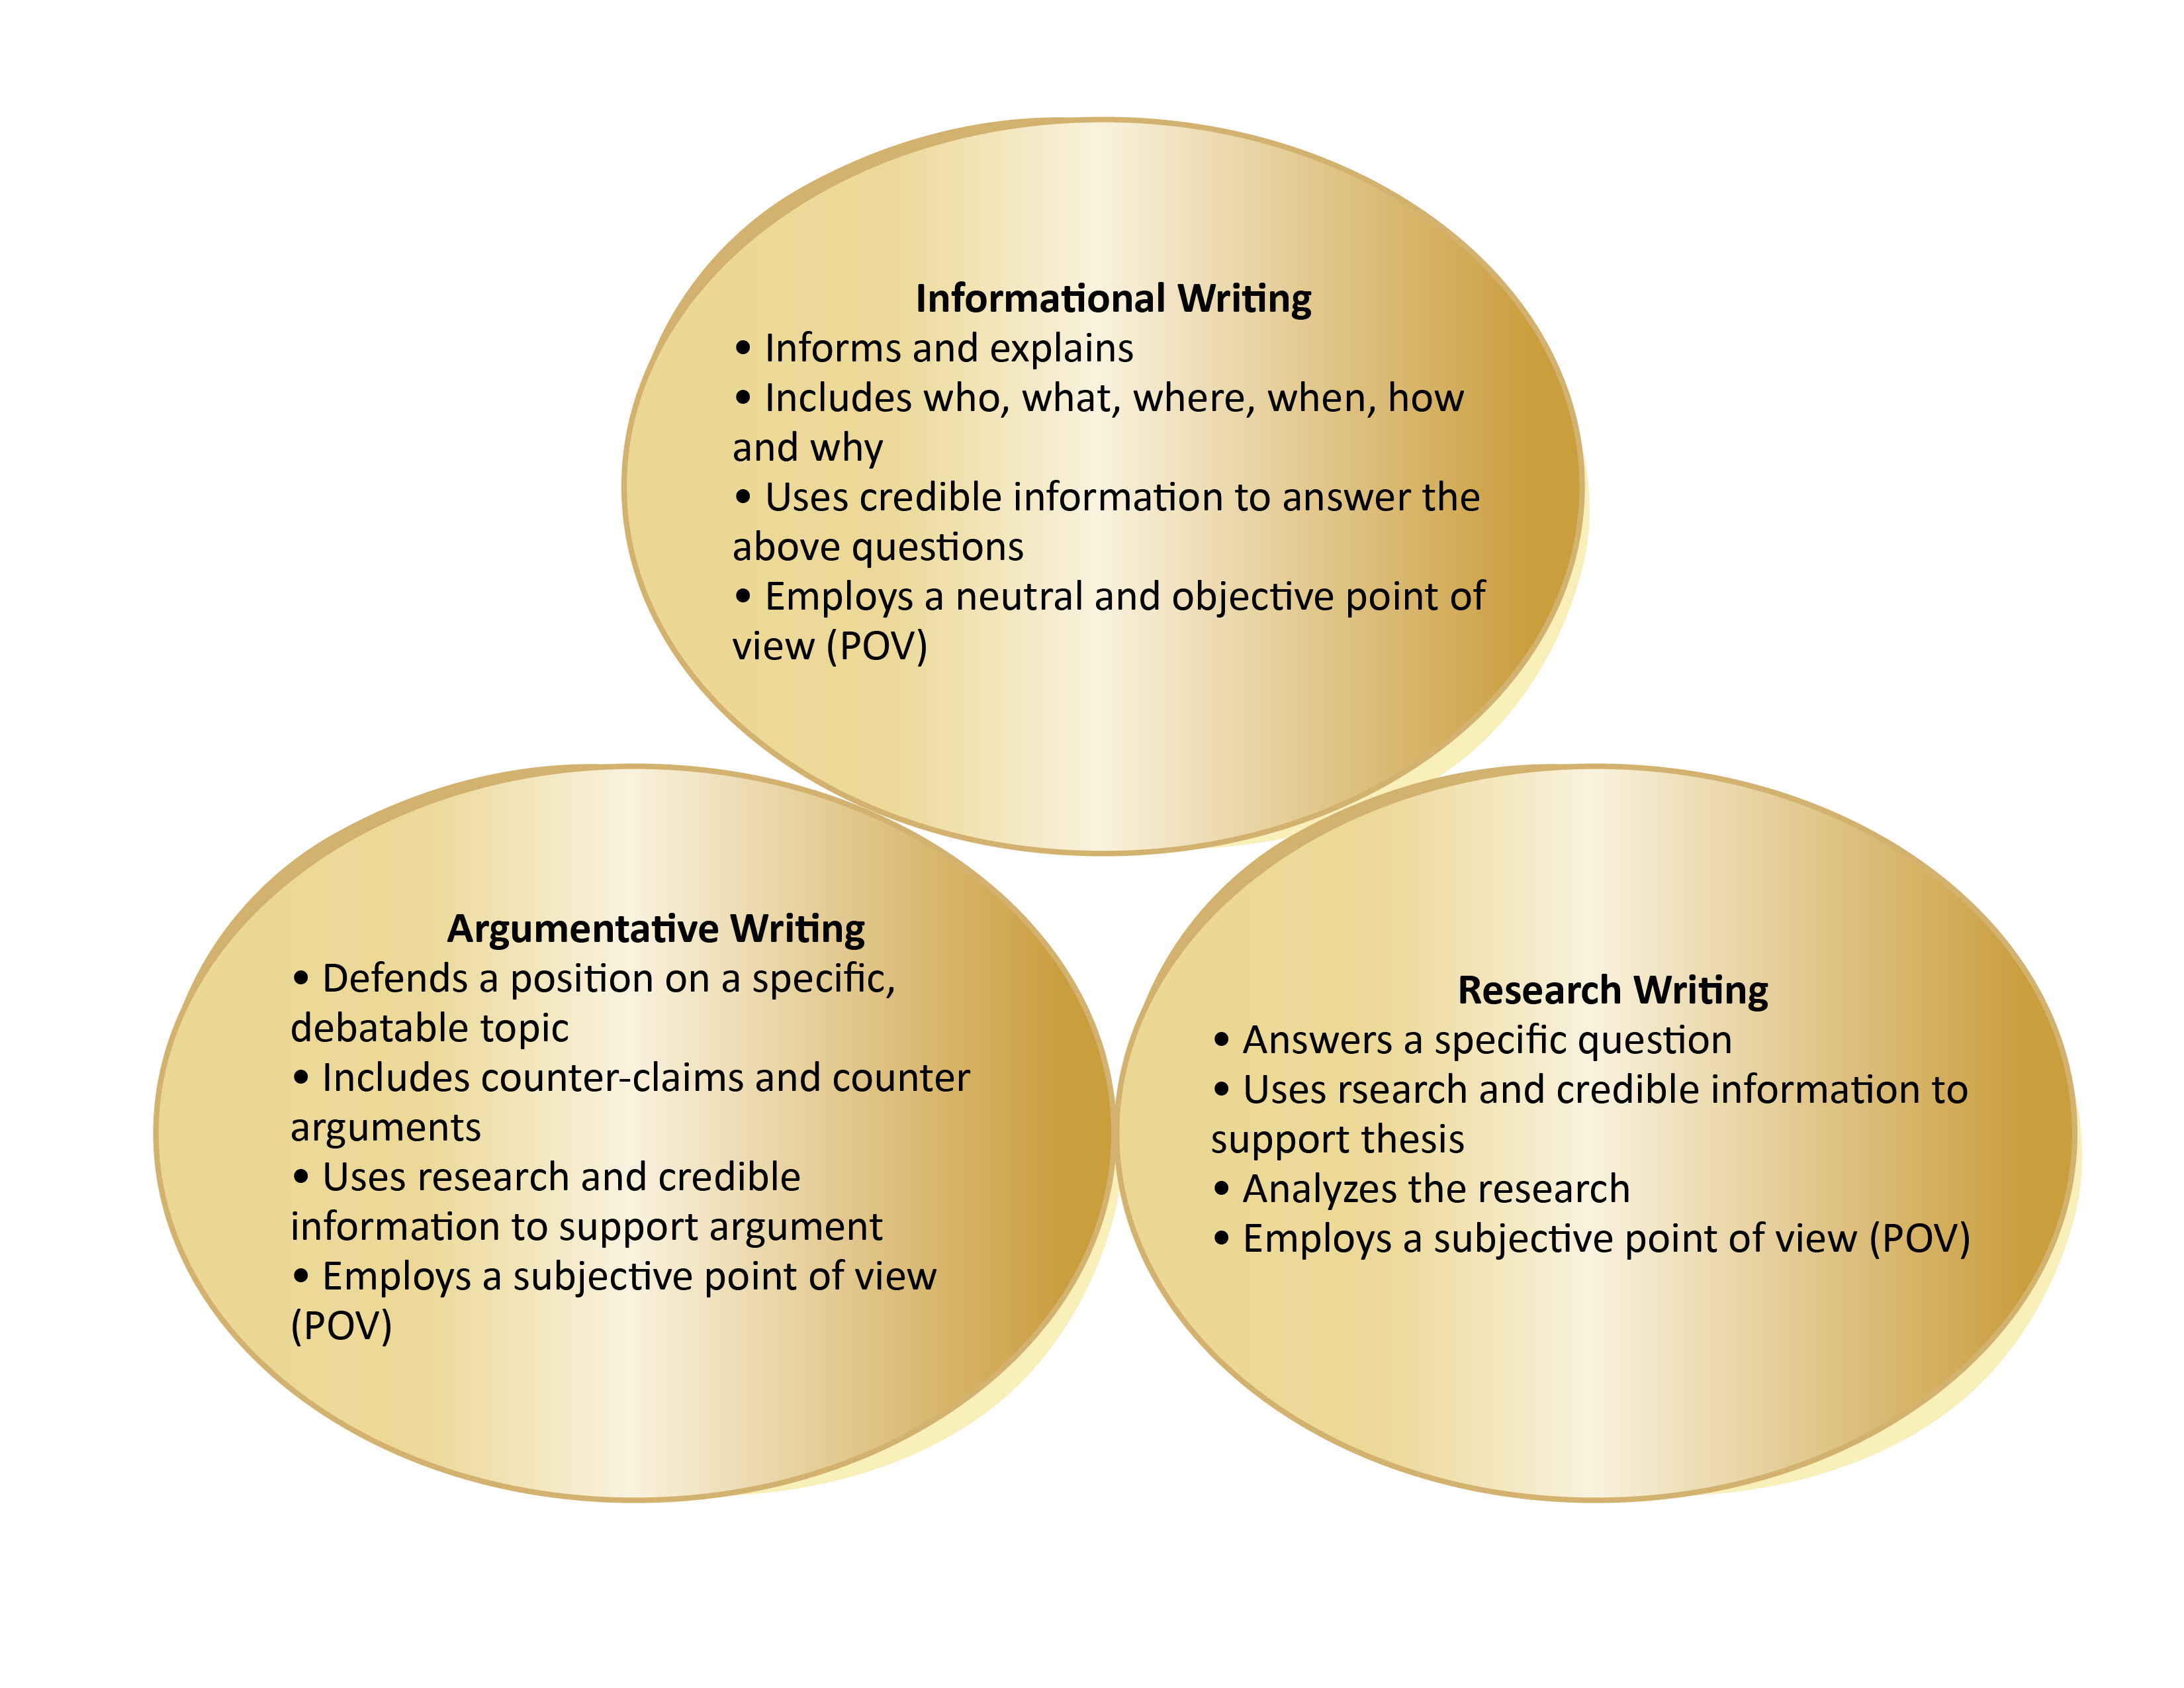 Informational Writing
• Informs and explains
• Includes who, what, where, when, how
and why
• Uses credible information to answer the
above questions
• Employs a neutral and objective point of
view (POV)
Argumentative Writing
• Defends a position on a specific,
debatable topic
• Includes counter-claims and counter
arguments
• Uses research and credible
information to support argument
• Employs a subjective point of view
(POV)
Research Writing
• Answers a specific question
• Uses rsearch and credible information to
support thesis
• Analyzes the research
• Employs a subjective point of view (POV)